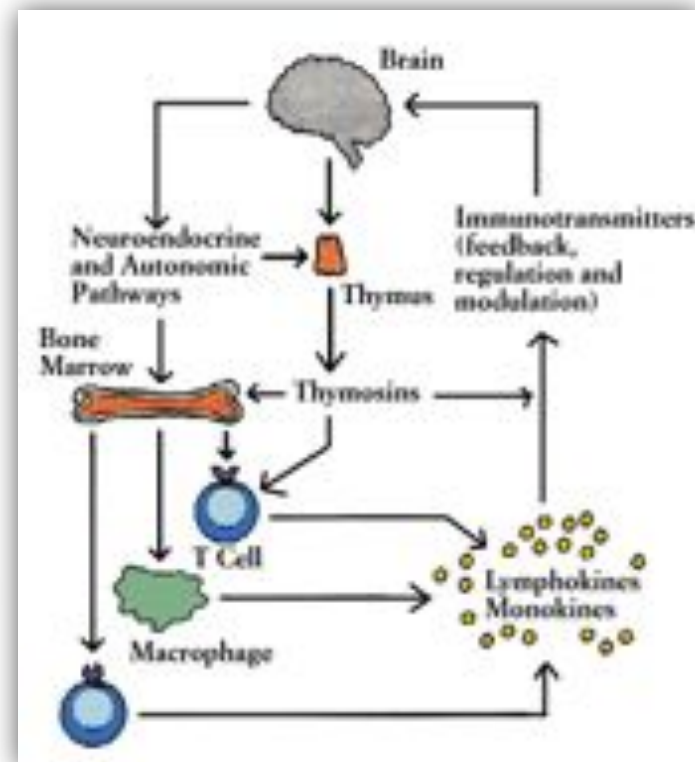 Brain
Neuroendocrine
and Autonomic
Pathways
Thymus
Immunotransmitters
(feedback,
regulation and
modulation)
Bone
Marrow
Thymosins
T Cell
Lymphokines
Monokines
Macrophage